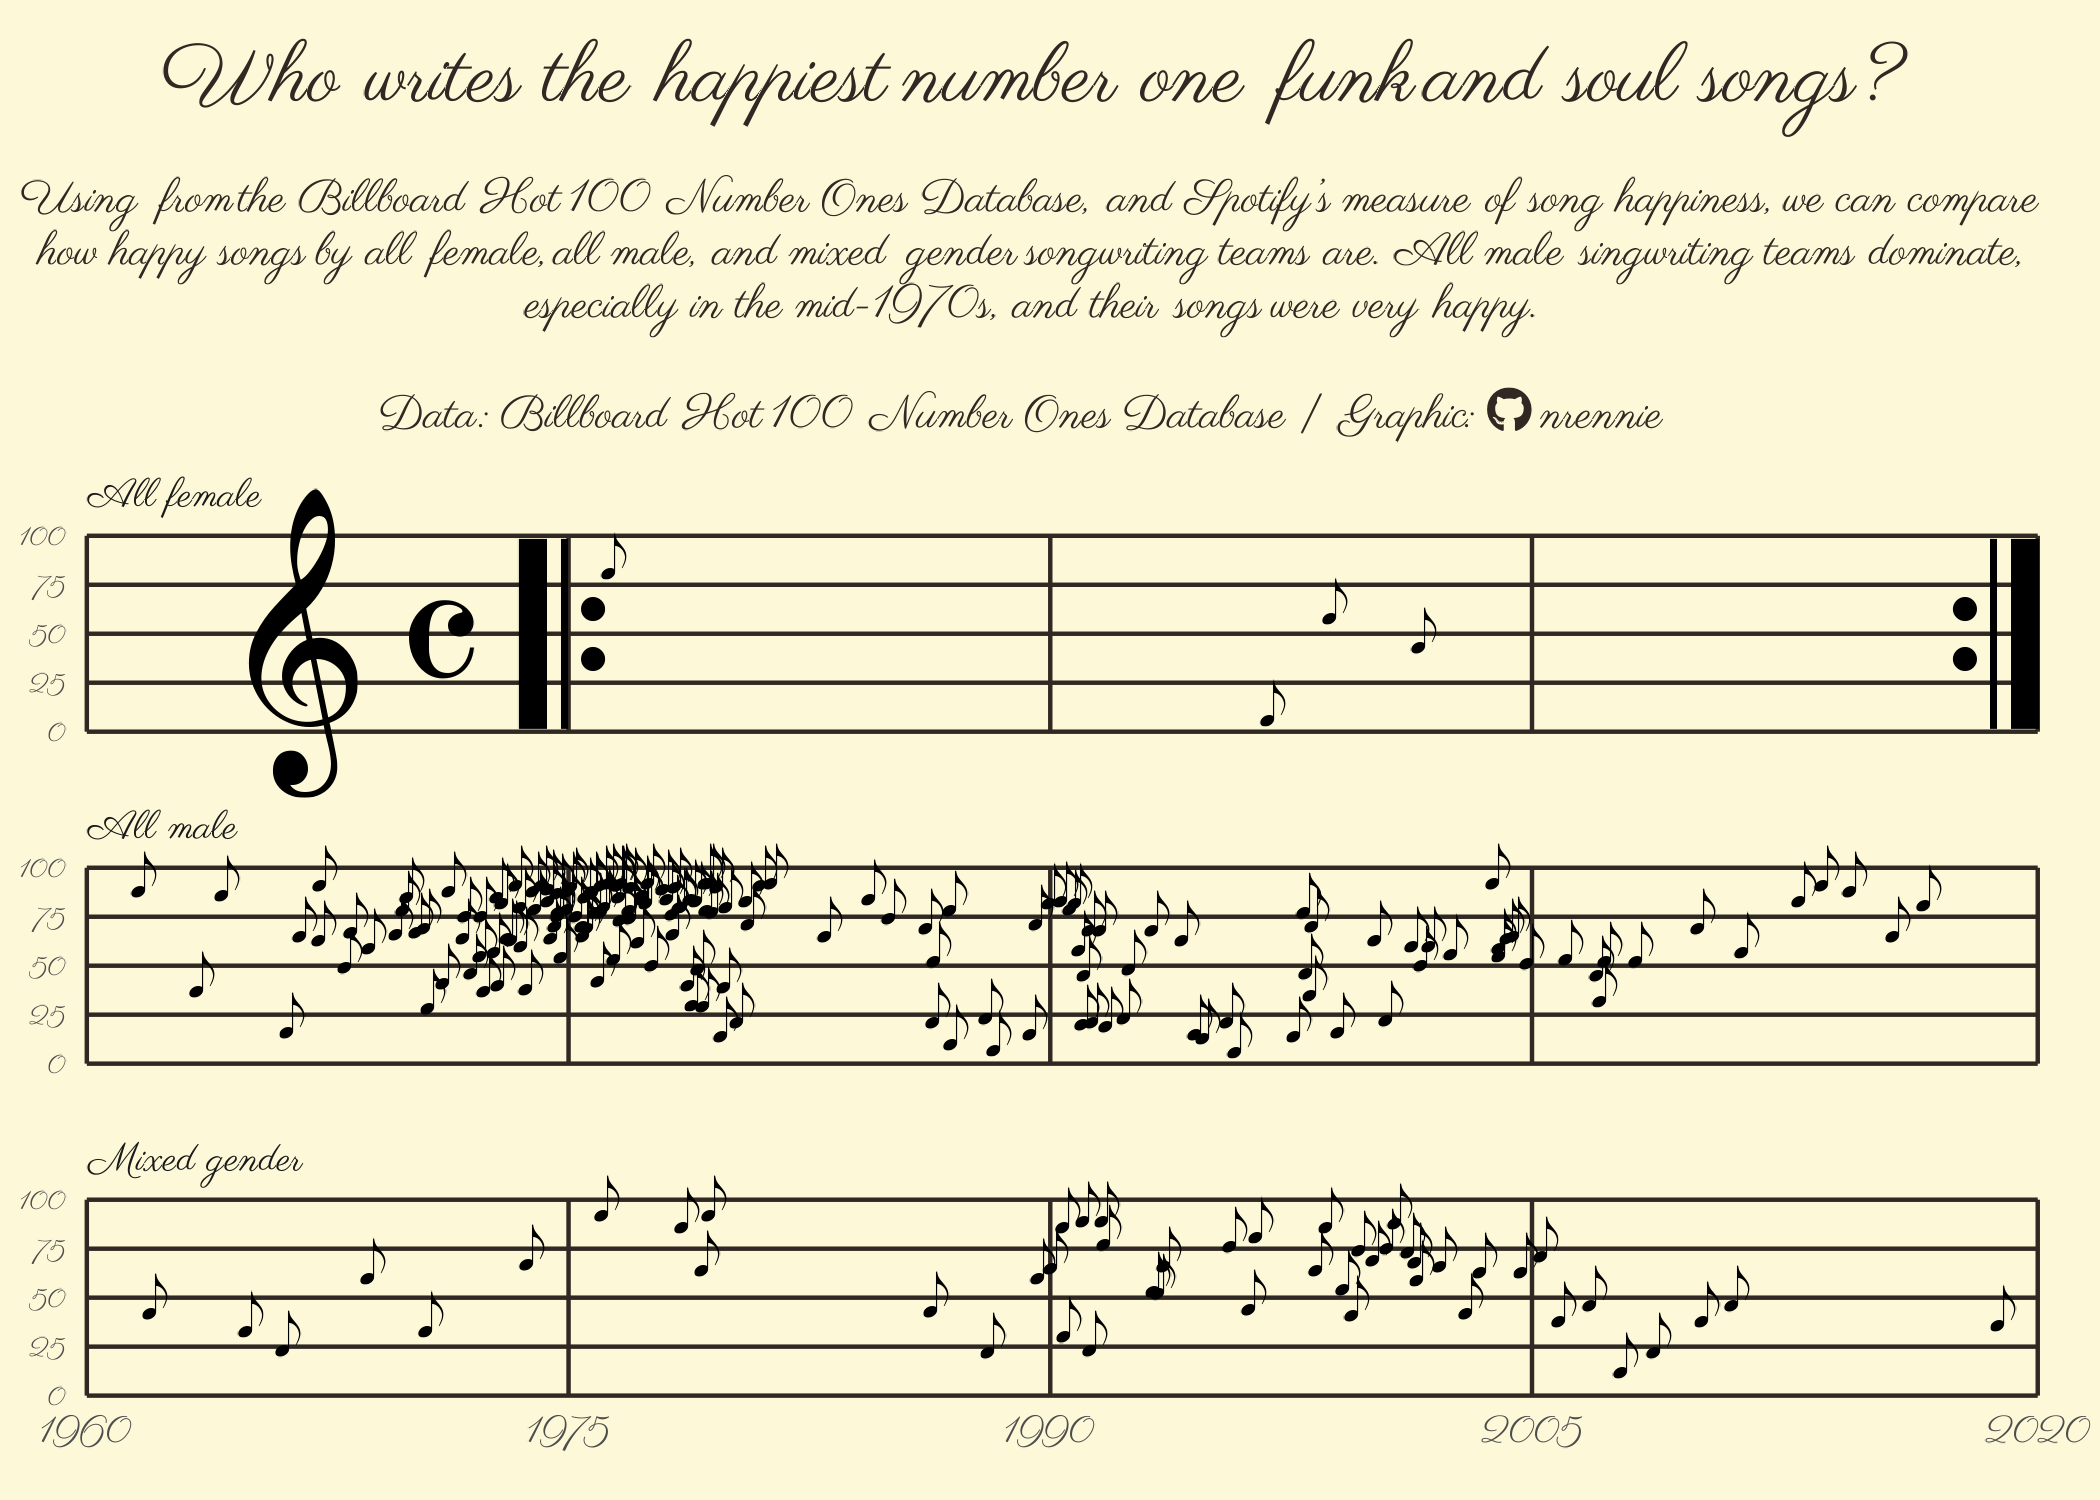 Who writes the happiest number one funk and soul songs?
Using from the Billboard Hot 100 Number Ones Database, and Spotify's measure of song happiness, we can compare
how happy songs by all female, all male, and mixed gender songwriting teams are. All male singwriting teams dominate,
especially in the mid-1970s, and their songs were very happy.
Data: Billboard Hot 100 Number Ones Database / Graphic: nrennie
All female
100
75
50
25
0
All male
100
75
50
25
0
Mixed gender
100
75
50
25
0
1960 1975 1990 2005 2020